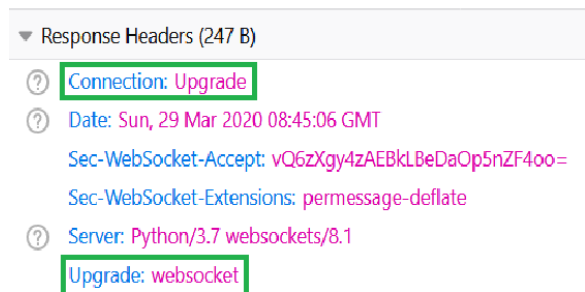 Response Headers (247 B)
Connection: Upgrade
Date: Sun, 29 Mar 2020 08:45:06 GMT
Sec-WebSocket-Accept: vQ6zXgy4zAEBkLBeDaOp5nZF4oo=
Sec-WebSocket-Extensions: permessage-deflate
Server: Python/3.7 websockets/8.1
Upgrade: websocket